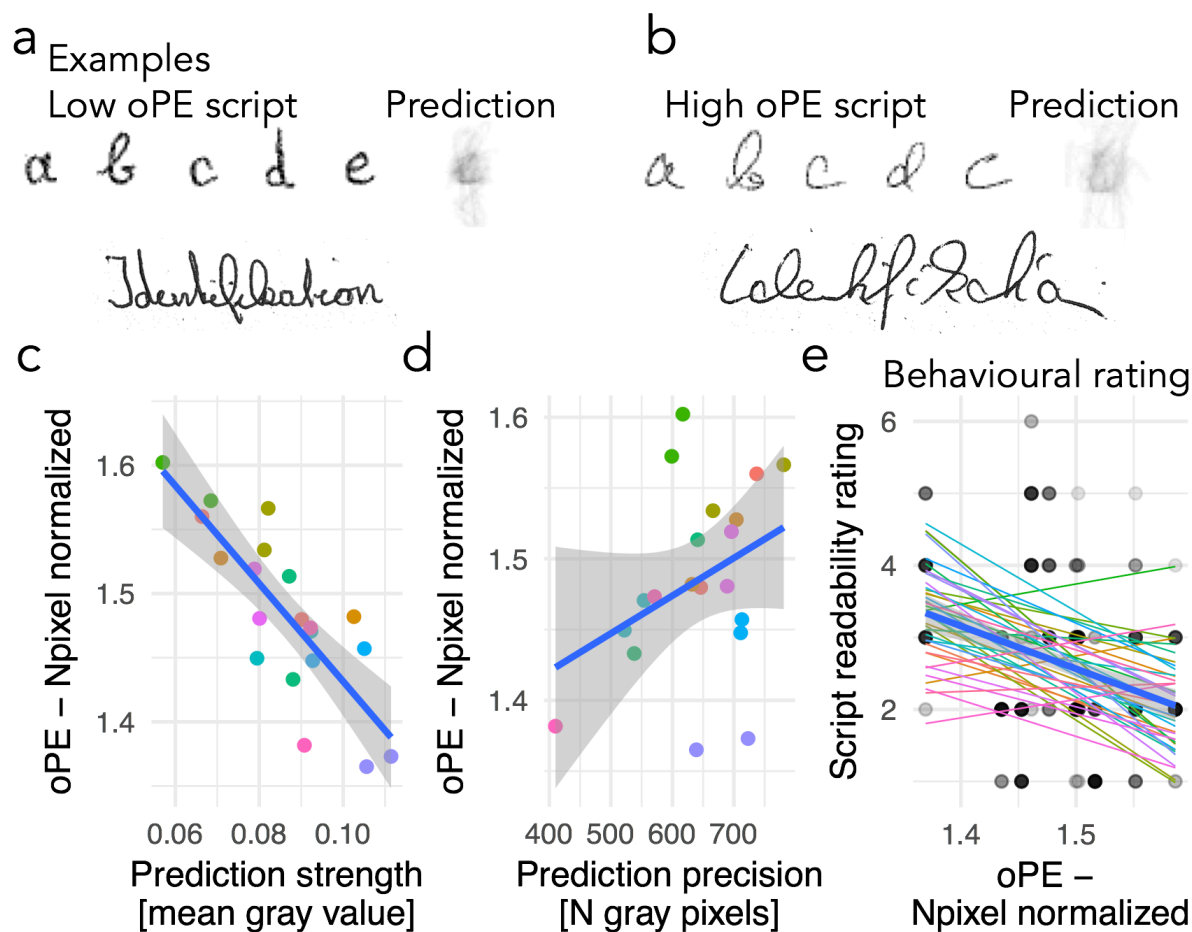 a
Examples
Low oPE script Prediction
a b c d e
Identifikation
b
High oPE script Prediction
a b c d e
Identifikation
c
oPE – Npixel normalized
1.6
1.5
1.4
0.06 0.08 0.10
Prediction strength
[mean gray value]
d
oPE – Npixel normalized
1.6
1.5
1.4
400 500 600 700
Prediction precision
[N gray pixels]
e
Behavioural rating
Script readability rating
6
4
2
1.4 1.5
oPE –
Npixel normalized